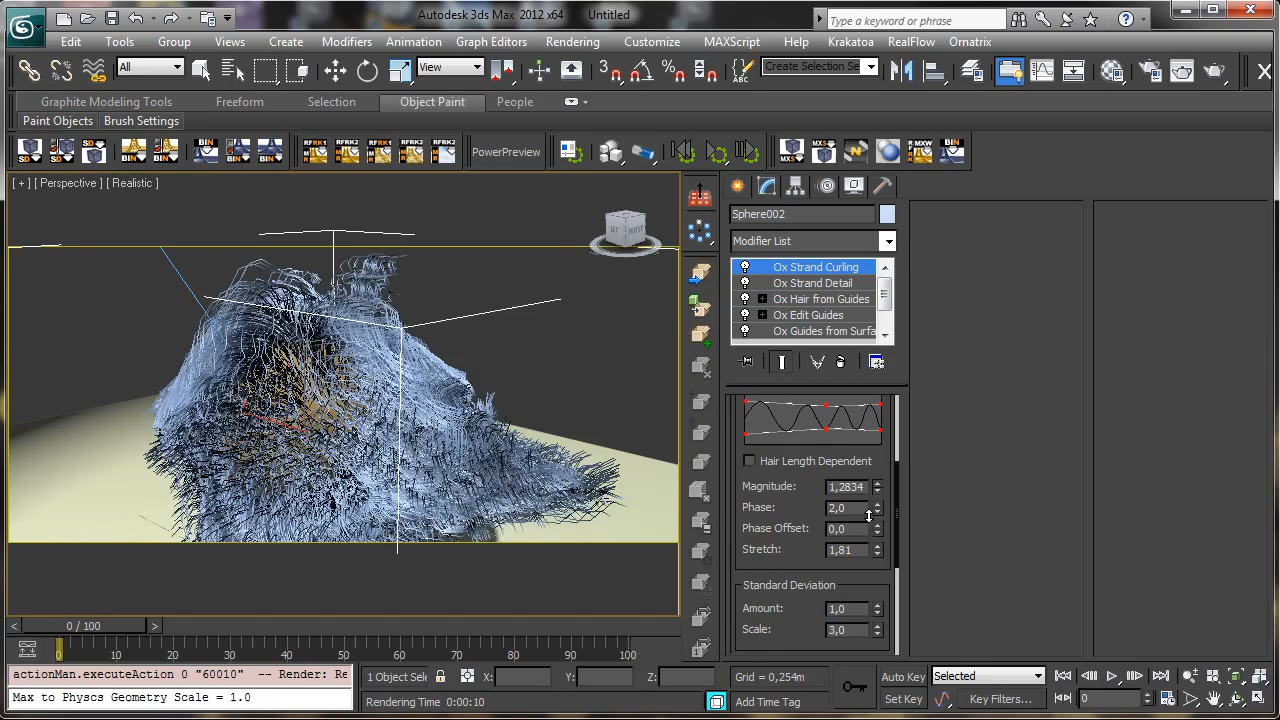 Autodesk 3ds Max 2012 x64 Untitled
Type a keyword or phrase
Edit Tools Group Views Create Modifiers Animation Graph Editors Rendering Customize MAXScript Help Krakatoa RealFlow Ornatrix
All View Create Selection Se
Graphite Modeling Tools Freeform Selection Object Paint People
Paint Objects Brush Settings
PowerPreview
[ + ] [ Perspective ] [ Realistic ]
Sphere002
Modifier List
Ox Strand Curling
Ox Strand Detail
Ox Hair from Guides
Ox Edit Guides
Ox Guides from Surfa
Hair Length Dependent
Magnitude: 1,2834
Phase: 2,0
Phase Offset: 0,0
Stretch: 1,81
Standard Deviation
Amount: 1,0
Scale: 3,0
< 0 / 100 >
0 10 20 30 40 50 60 70 80 90 100
actionMan.executeAction 0 "60010" -- Render: Re
Max to Physcs Geometry Scale = 1.0
1 Object Sele X: Y: Z: Grid = 0,254m
Rendering Time 0:00:10 Add Time Tag
Auto Key Selected
Set Key Key Filters... 0